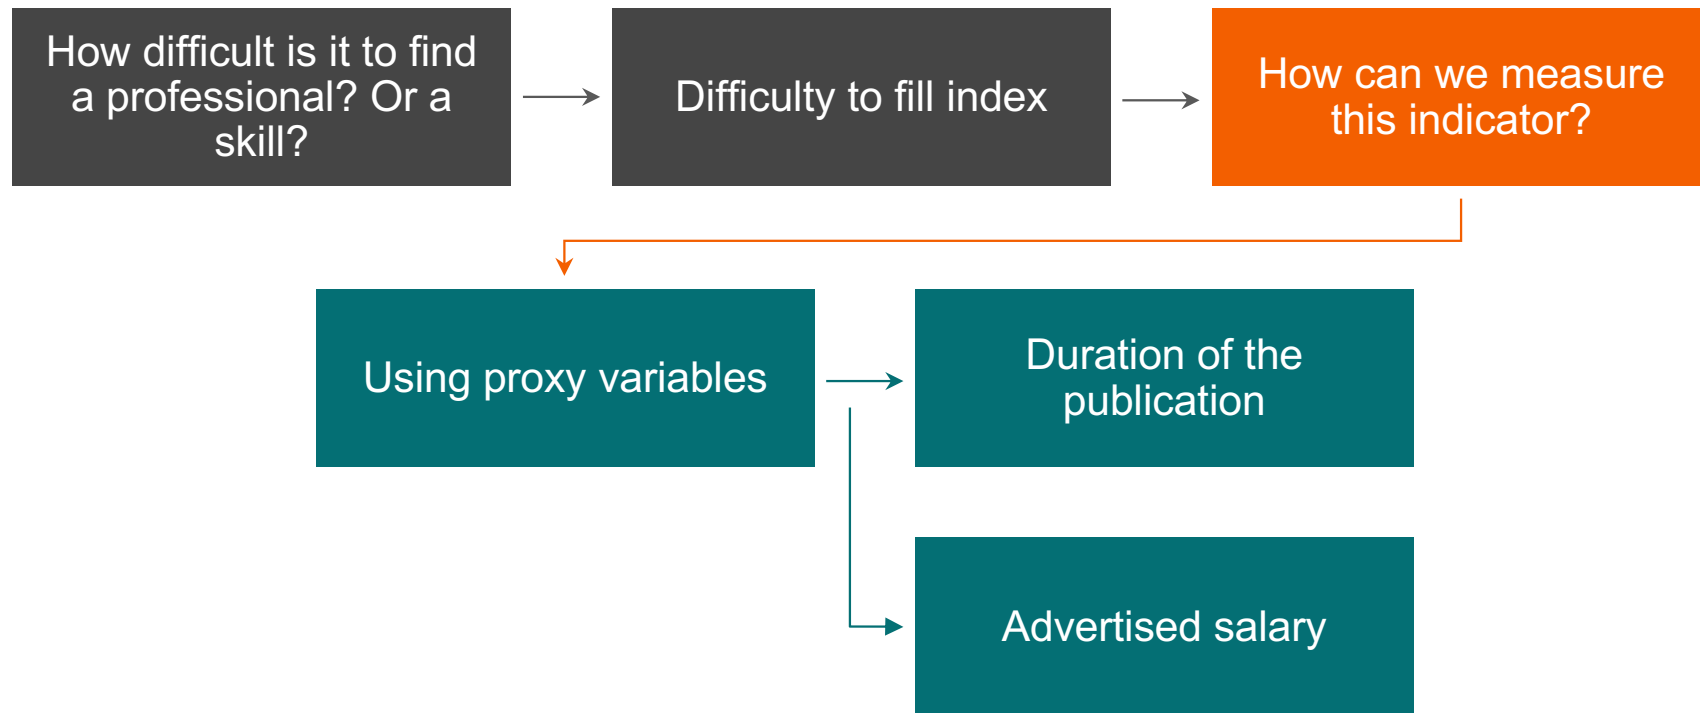 How difficult is it to find
a professional? Or a
skill?
Difficulty to fill index
How can we measure
this indicator?
Using proxy variables
Duration of the
publication
Advertised salary